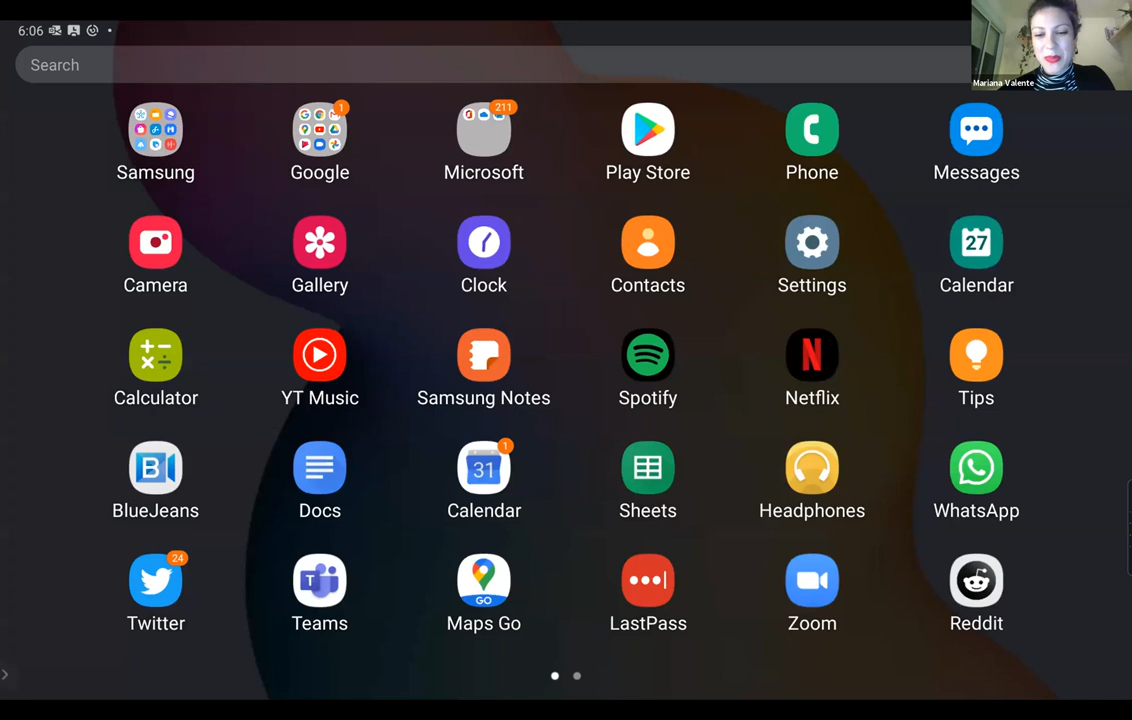 6:06
Search
Mariana Valente
1
211
Samsung
Google
Microsoft
Play Store
Phone
Messages
27
Camera
Gallery
Clock
Contacts
Settings
Calendar
N
Calculator
YT Music
Samsung Notes
Spotify
Netflix
Tips
B
1
31
BlueJeans
Docs
Calendar
Sheets
Headphones
WhatsApp
24
T
GO
Twitter
Teams
Maps Go
LastPass
Zoom
Reddit